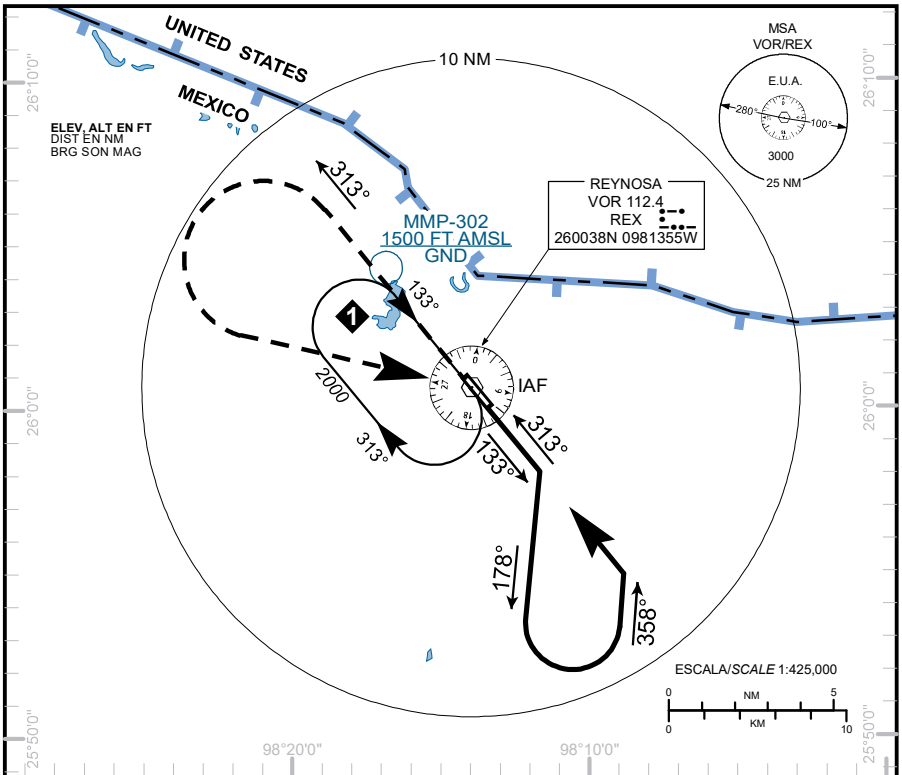 UNITED STATES
MEXICO
10 NM
MSA
VOR/REX
E.U.A.
280°
100°
3000
25 NM
ELEV, ALT EN FT
DIST EN NM
BRG SON MAG
REYNOSA
VOR 112.4
REX
260038N 0981355W
MMP-302
1500 FT AMSL
GND
313°
133°
1
2000
313°
IAF
0
9
18
27
313°
133°
178°
358°
ESCALA/SCALE 1:425,000
0 NM 5
0 KM 10
26°10'0"
26°10'0"
26°0'0"
26°0'0"
25°50'0"
25°50'0"
98°20'0"
98°10'0"